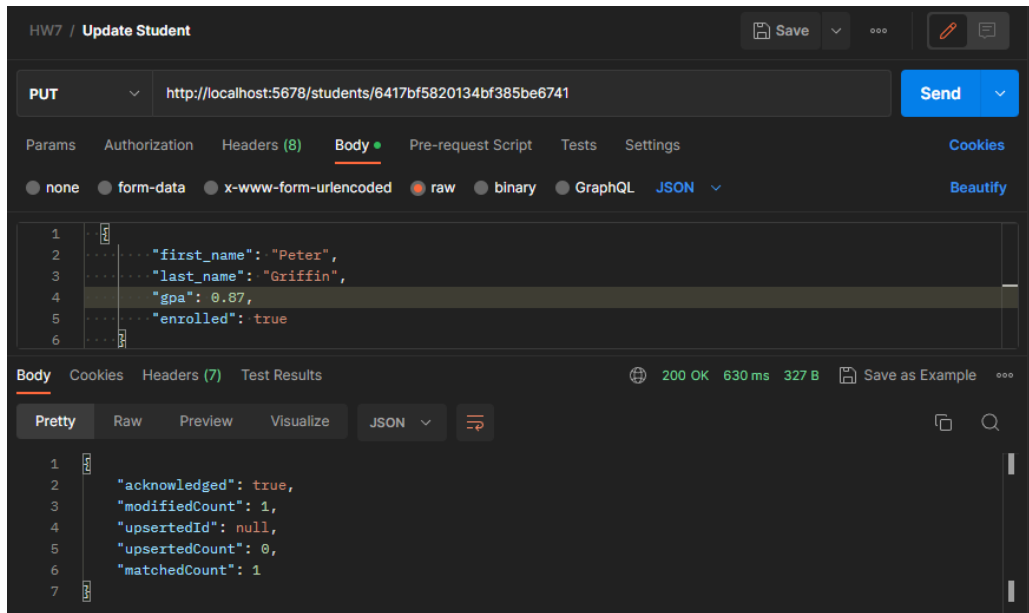 HW7 / Update Student Save
PUT http://localhost:5678/students/6417bf5820134bf385be6741 Send
Params Authorization Headers (8) Body Pre-request Script Tests Settings Cookies
none form-data x-www-form-urlencoded raw binary GraphQL JSON Beautify
1 {
2 "first_name": "Peter",
3 "last_name": "Griffin",
4 "gpa": 0.87,
5 "enrolled": true
6 }
Body Cookies Headers (7) Test Results 200 OK 630 ms 327 B Save as Example
Pretty Raw Preview Visualize JSON
1 {
2 "acknowledged": true,
3 "modifiedCount": 1,
4 "upsertedId": null,
5 "upsertedCount": 0,
6 "matchedCount": 1
7 }